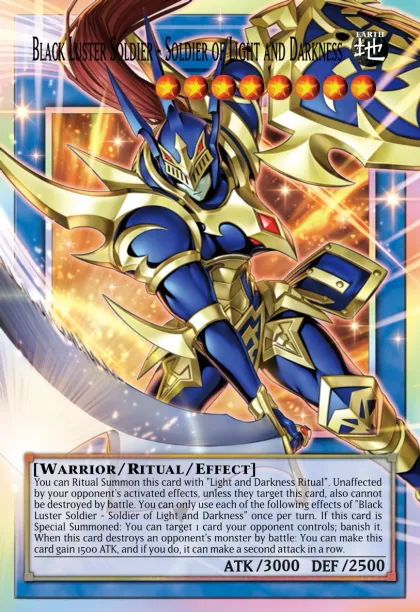 Black Luster Soldier - Soldier of Light and Darkness
EARTH
地
[Warrior/Ritual/Effect]
You can Ritual Summon this card with "Light and Darkness Ritual". Unaffected
by your opponent's activated effects, unless they target this card, also cannot
be destroyed by battle. You can only use each of the following effects of "Black
Luster Soldier - Soldier of Light and Darkness" once per turn. If this card is
Special Summoned: You can target 1 card your opponent controls; banish it.
When this card destroys an opponent's monster by battle: You can make this
card gain 1500 ATK, and if you do, it can make a second attack in a row.
ATK/3000 DEF/2500